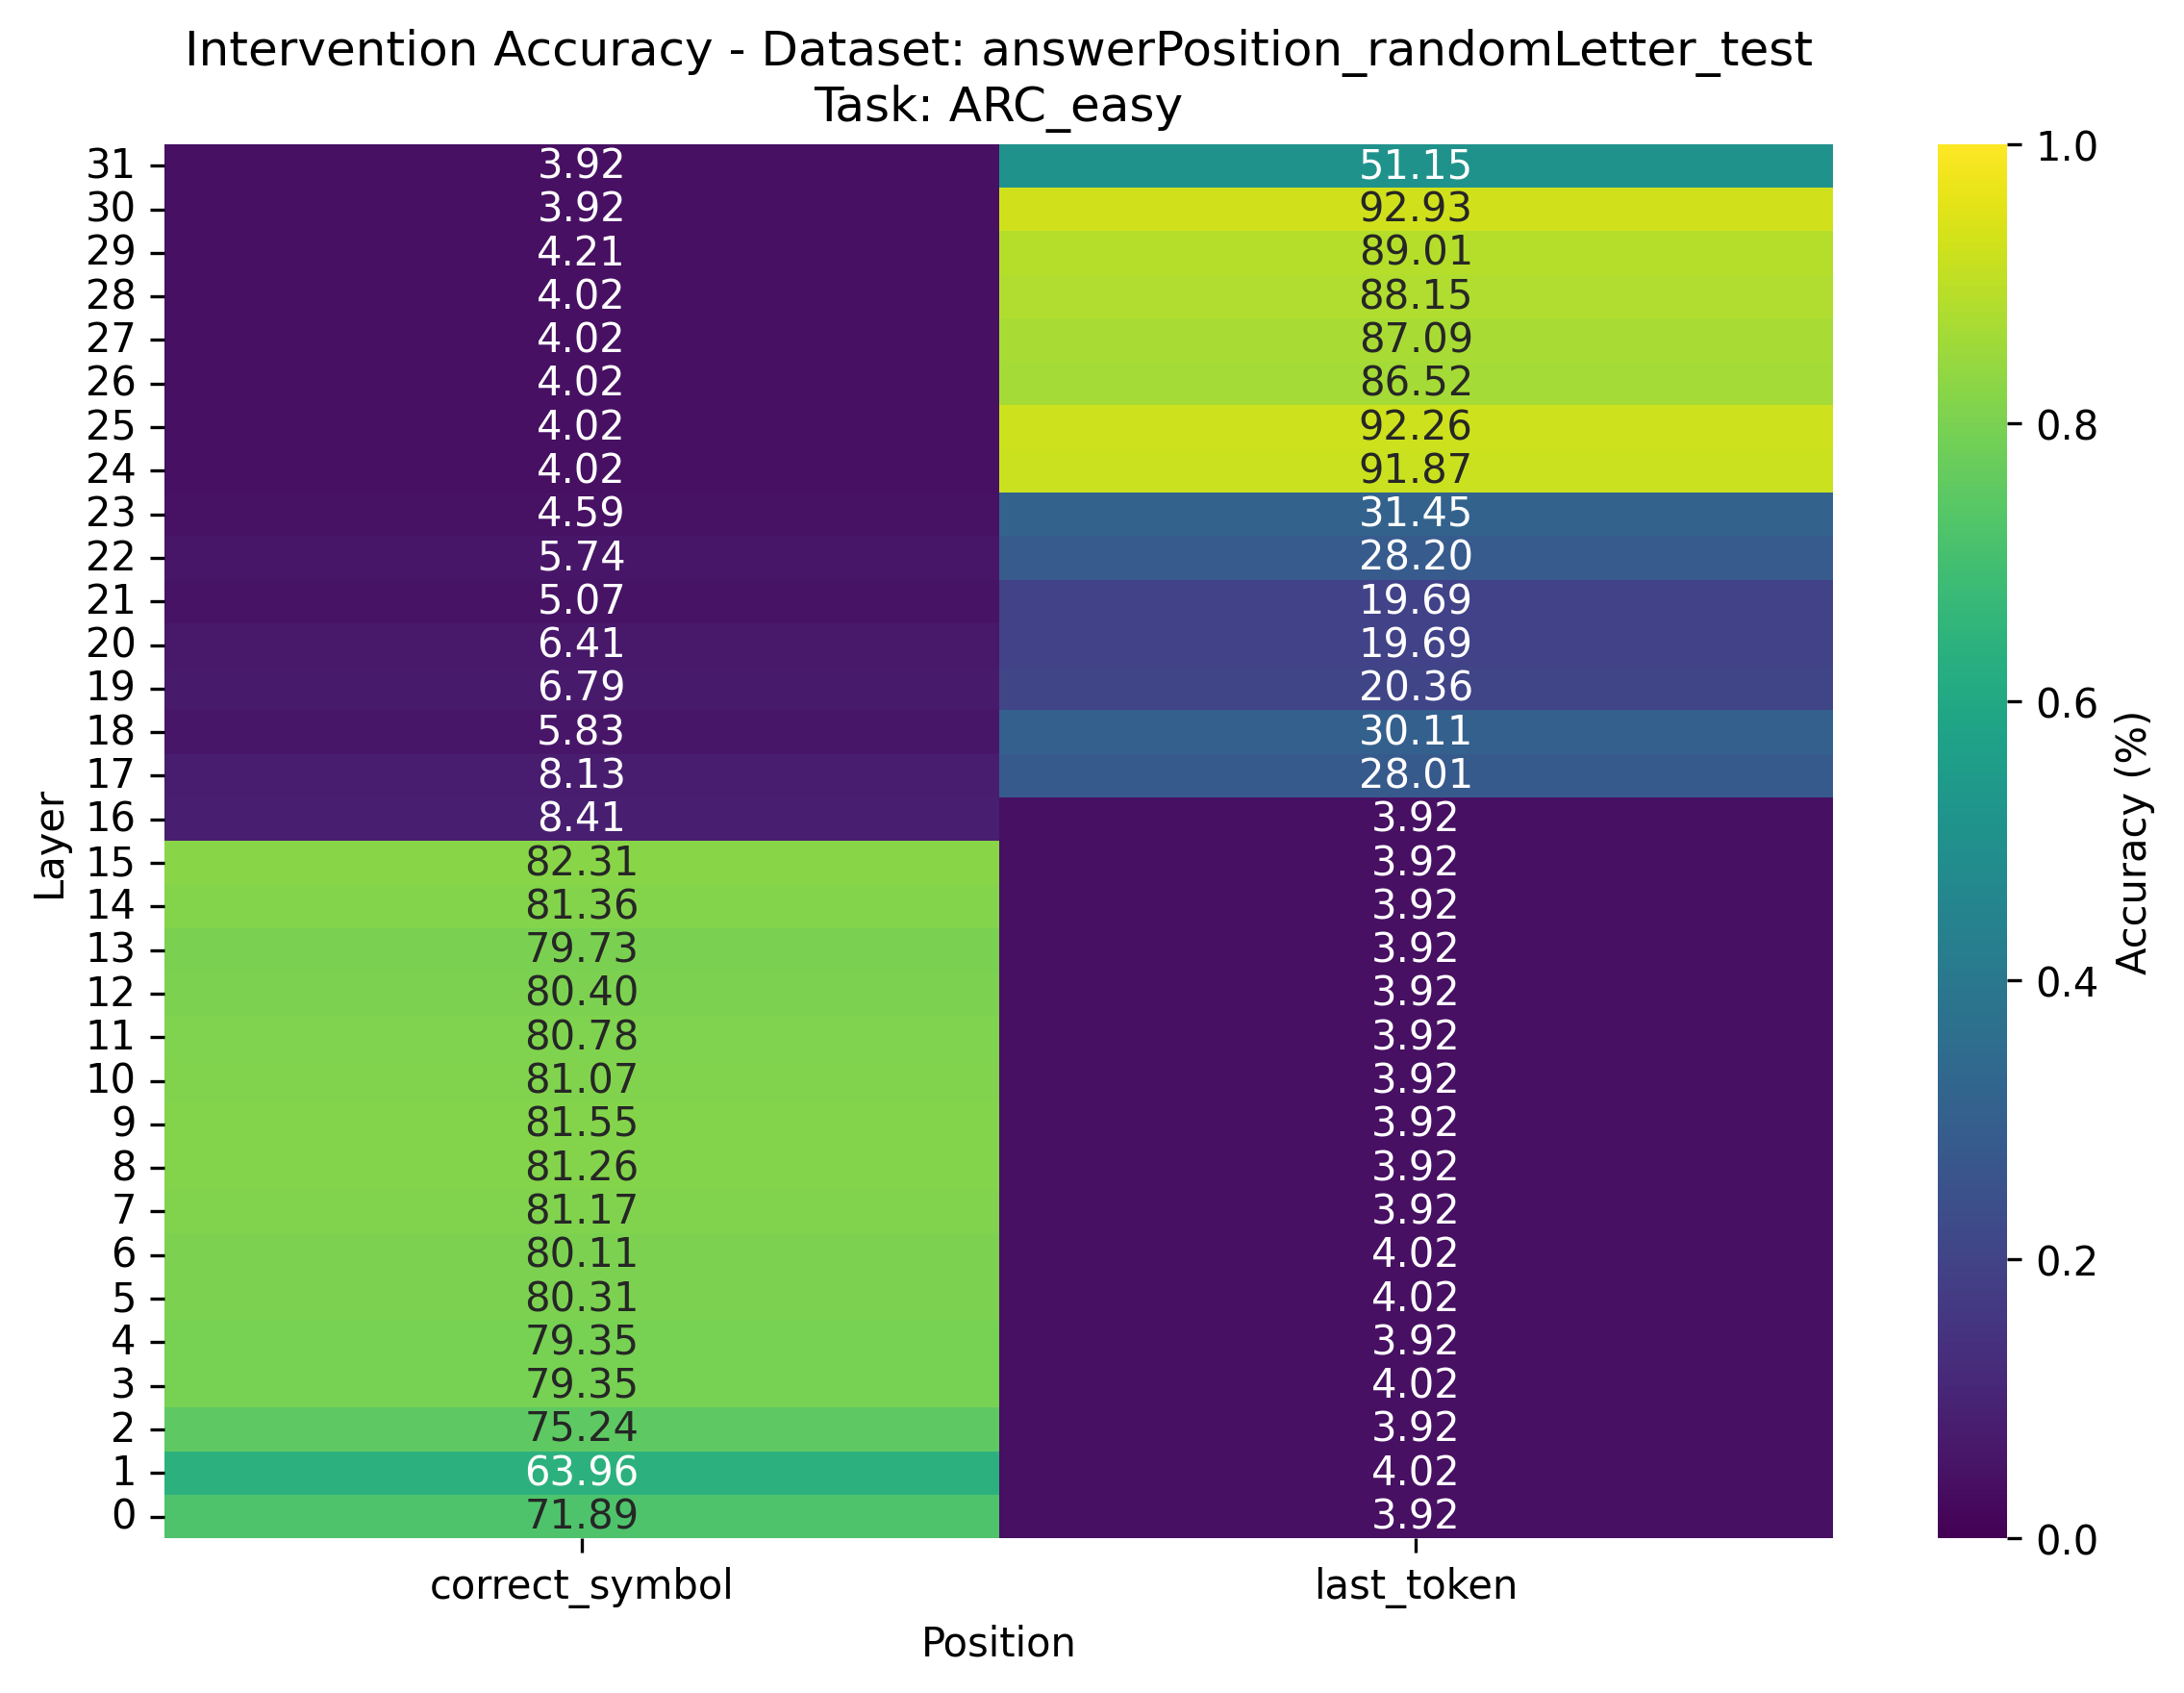 Intervention Accuracy - Dataset: answerPosition_randomLetter_test
Task: ARC_easy
31 3.92 51.15
30 3.92 92.93
29 4.21 89.01
28 4.02 88.15
27 4.02 87.09
26 4.02 86.52
25 4.02 92.26
24 4.02 91.87
23 4.59 31.45
22 5.74 28.20
21 5.07 19.69
20 6.41 19.69
19 6.79 20.36
18 5.83 30.11
17 8.13 28.01
16 8.41 3.92
15 82.31 3.92
14 81.36 3.92
13 79.73 3.92
12 80.40 3.92
11 80.78 3.92
10 81.07 3.92
9 81.55 3.92
8 81.26 3.92
7 81.17 3.92
6 80.11 4.02
5 80.31 4.02
4 79.35 3.92
3 79.35 4.02
2 75.24 3.92
1 63.96 4.02
0 71.89 3.92
Layer
correct_symbol last_token
Position
1.0
0.8
0.6
0.4
0.2
0.0
Accuracy (%)